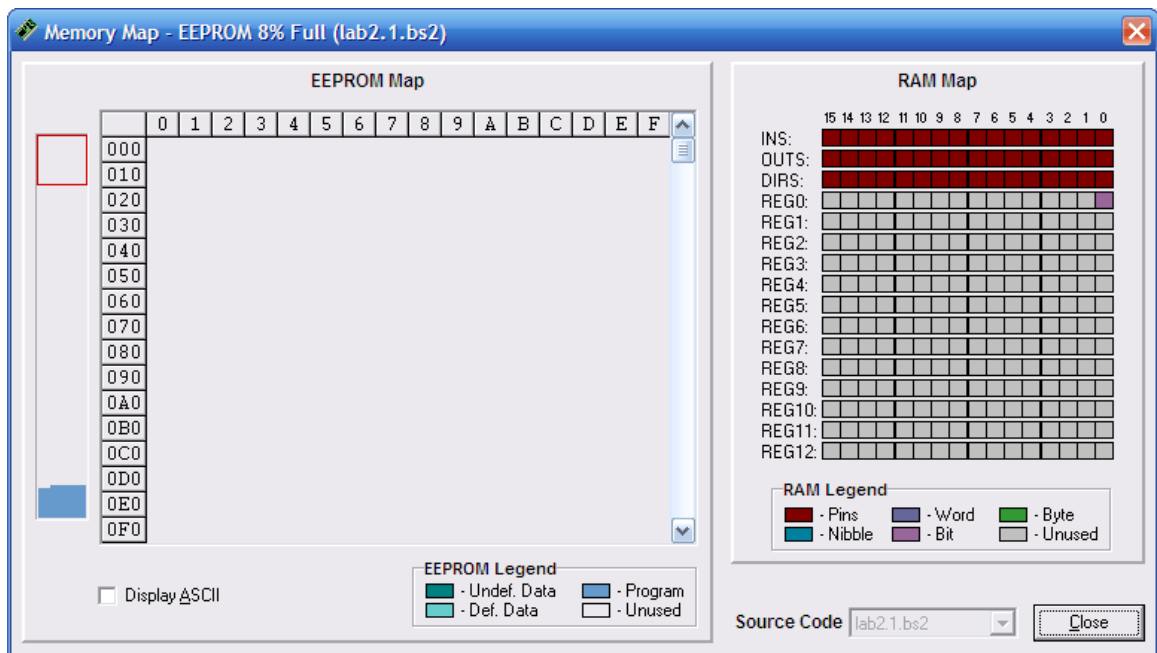 Memory Map - EEPROM 8% Full (lab2.1.bs2)
EEPROM Map
0 1 2 3 4 5 6 7 8 9 A B C D E F
000
010
020
030
040
050
060
070
080
090
0A0
0B0
0C0
0D0
0E0
0F0
Display ASCII
EEPROM Legend
- Undef. Data - Program
- Def. Data - Unused
RAM Map
15 14 13 12 11 10 9 8 7 6 5 4 3 2 1 0
INS:
OUTS:
DIRS:
REG0:
REG1:
REG2:
REG3:
REG4:
REG5:
REG6:
REG7:
REG8:
REG9:
REG10:
REG11:
REG12:
RAM Legend
- Pins - Word - Byte
- Nibble - Bit - Unused
Source Code lab2.1.bs2 Close